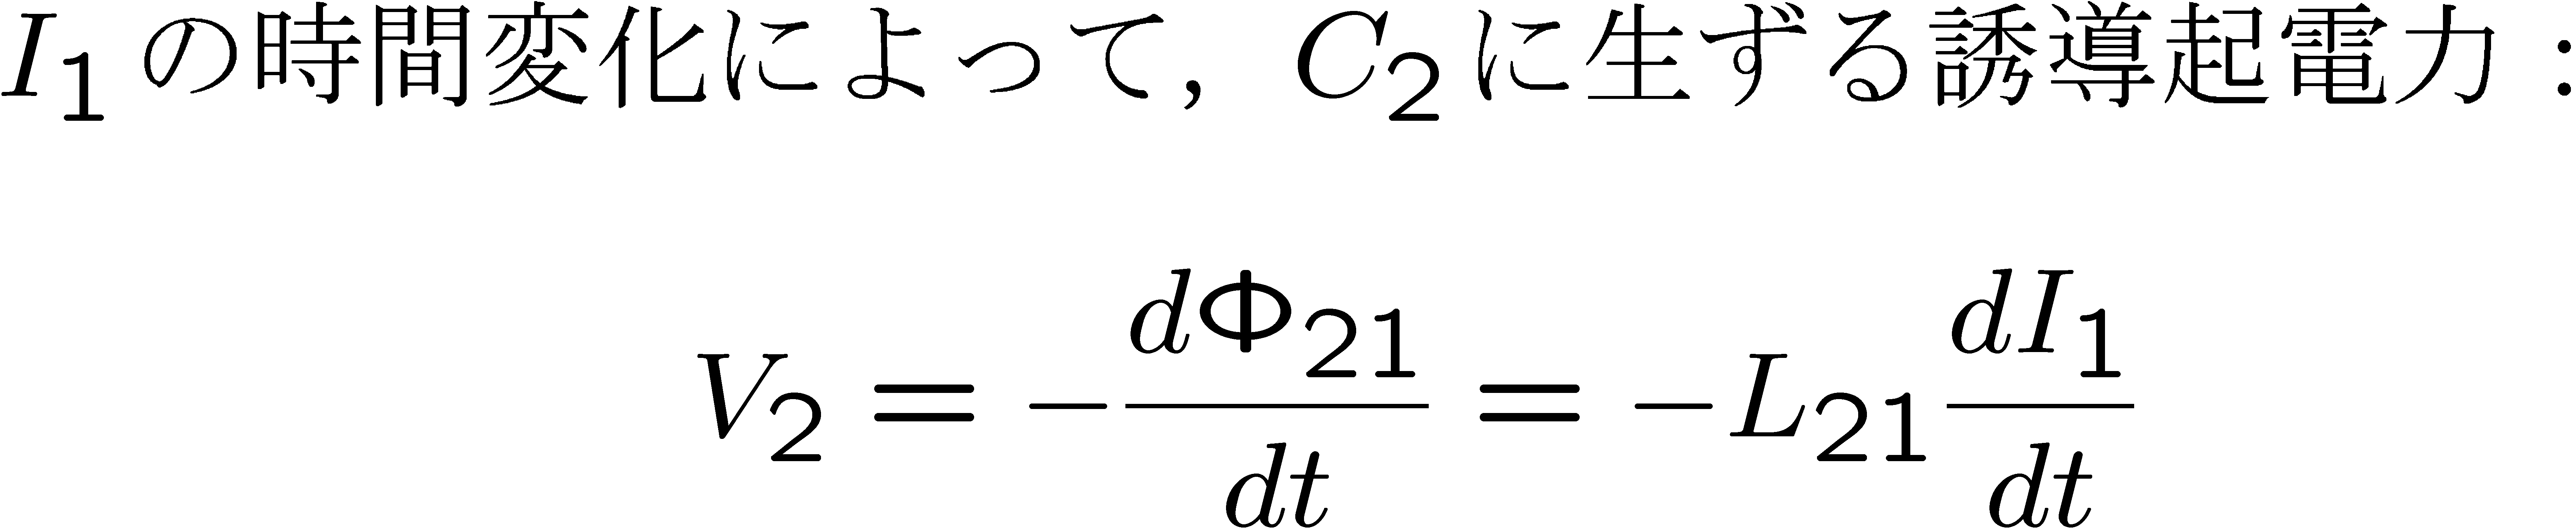 I₁ の時間変化によって, C₂ に生ずる誘導起電力 :
V₂ = −dΦ₂₁/dt = −L₂₁ dI₁/dt